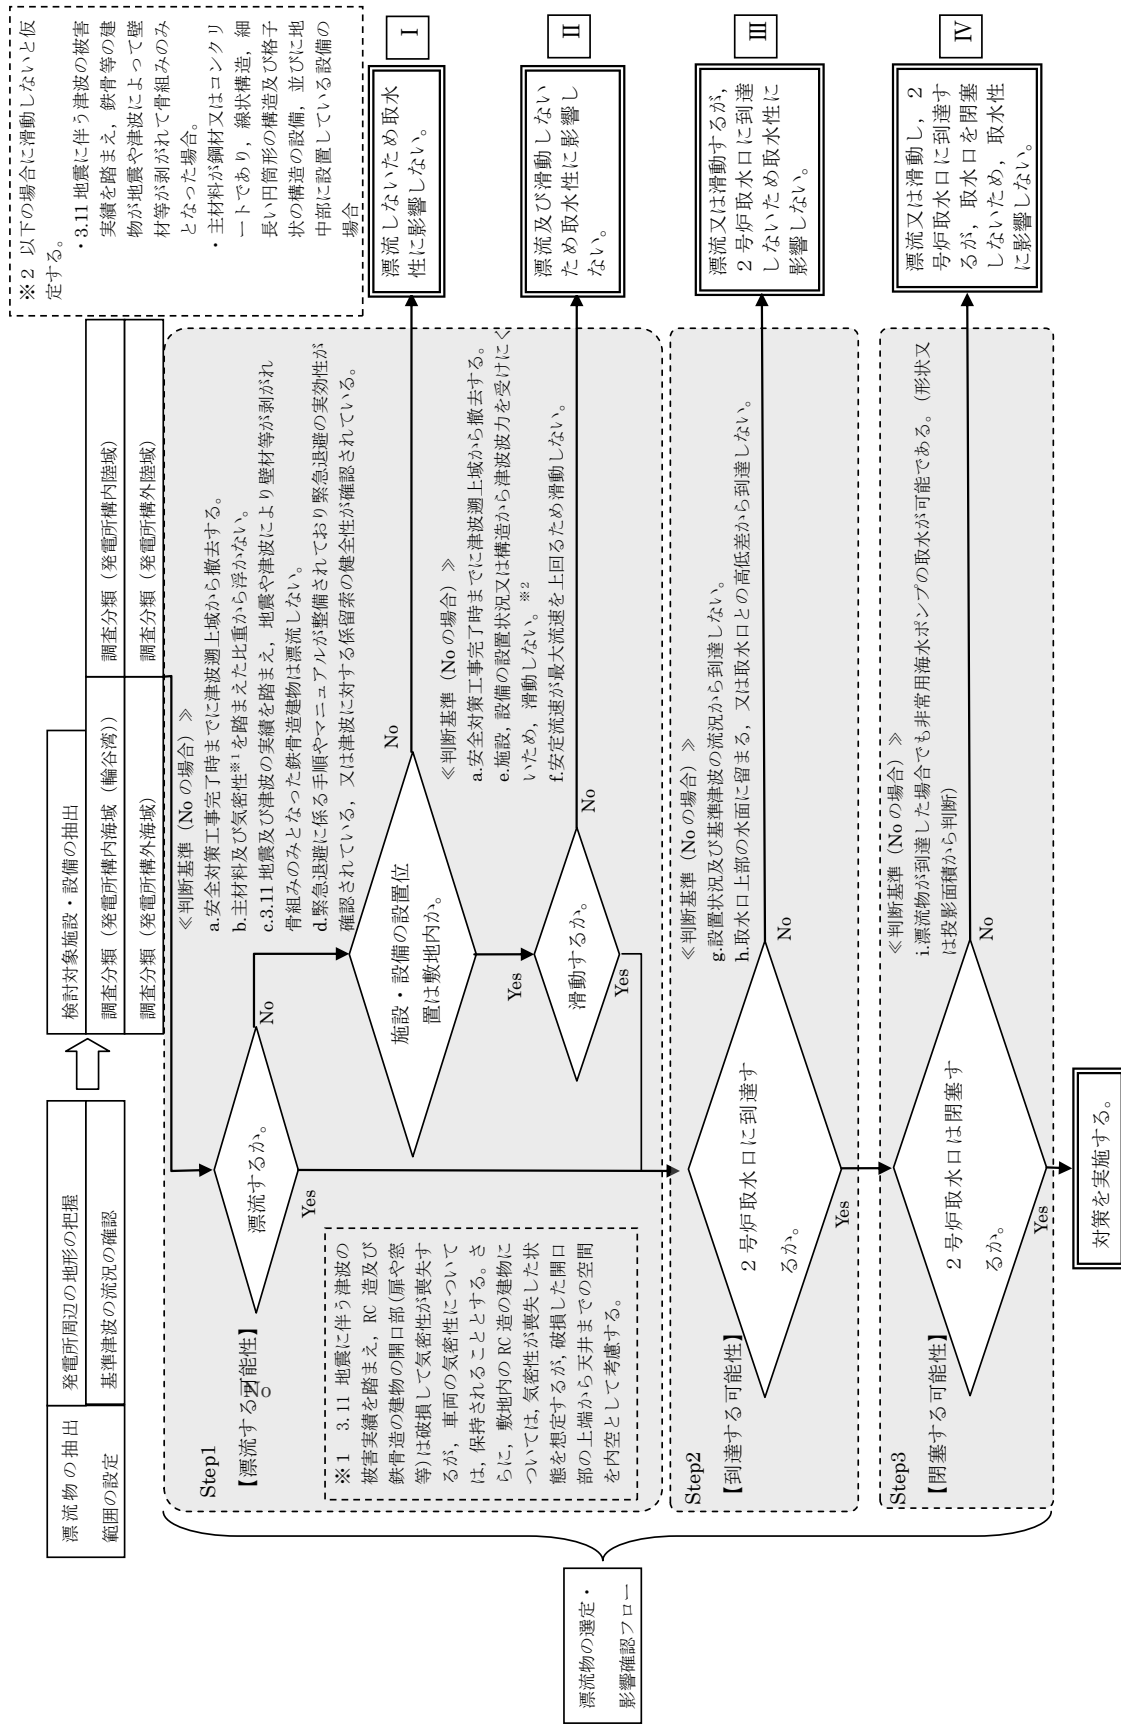 漂流物の抽出
範囲の設定
発電所周辺の地形の把握
基準津波の流況の確認
検討対象施設・設備の抽出
調査分類（発電所構内海域（輪谷湾））
調査分類（発電所構内陸域）
調査分類（発電所構外海域）
調査分類（発電所構外陸域）
※2 以下の場合に滑動しないと仮
定する。
・3.11 地震に伴う津波の被害
実績を踏まえ，鉄骨等の建
物が地震や津波によって壁
材等が剥がれて骨組みのみ
となった場合。
・主材料が鋼材又はコンクリ
ートであり，線状構造，細
長い円筒形の構造及び格子
状の構造の設備，並びに地
中部に設置している設備の
場合
漂流物の選定・
影響確認フロー
Step1
【漂流する可能性】
No
漂流するか。
No
Yes
≪判断基準（No の場合）≫
a.安全対策工事完了時までに津波遡上域から撤去する。
b.主材料及び気密性※1を踏まえた比重から浮かない。
c.3.11 地震及び津波の実績を踏まえ，地震や津波により壁材等が剥がれ
骨組みのみとなった鉄骨造建物は漂流しない。
d.緊急退避に係る手順やマニュアルが整備されており緊急退避の実効性が
確認されている，又は津波に対する係留索の健全性が確認されている。
※1 3.11 地震に伴う津波の
被害実績を踏まえ，RC 造及び
鉄骨造の建物の開口部(扉や窓
等)は破損して気密性が喪失す
るが，車両の気密性について
は,保持されることとする。さ
らに，敷地内の RC 造の建物に
ついては,気密性が喪失した状
態を想定するが,破損した開口
部の上端から天井までの空間
を内空として考慮する。
施設・設備の設置位
置は敷地内か。
No
Yes
漂流しないため取水
性に影響しない。
Ⅰ
≪判断基準（No の場合）≫
a.安全対策工事完了時までに津波遡上域から撤去する。
e.施設,設備の設置状況又は構造から津波波力を受けにく
いため，滑動しない。※2
f.安定流速が最大流速を上回るため滑動しない。
滑動するか。
No
Yes
漂流及び滑動しない
ため取水性に影響し
ない。
Ⅱ
Step2
【到達する可能性】
2 号炉取水口に到達す
るか。
No
Yes
≪判断基準（No の場合）≫
g.設置状況及び基準津波の流況から到達しない。
h.取水口上部の水面に留まる，又は取水口との高低差から到達しない。
漂流又は滑動するが，
2 号炉取水口に到達
しないため取水性に
影響しない。
Ⅲ
Step3
【閉塞する可能性】
2 号炉取水口は閉塞す
るか。
No
Yes
≪判断基準（No の場合）≫
i.漂流物が到達した場合でも非常用海水ポンプの取水が可能である。（形状又
は投影面積から判断）
漂流又は滑動し，2
号炉取水口に到達す
るが，取水口を閉塞
しないため，取水性
に影響しない。
Ⅳ
対策を実施する。